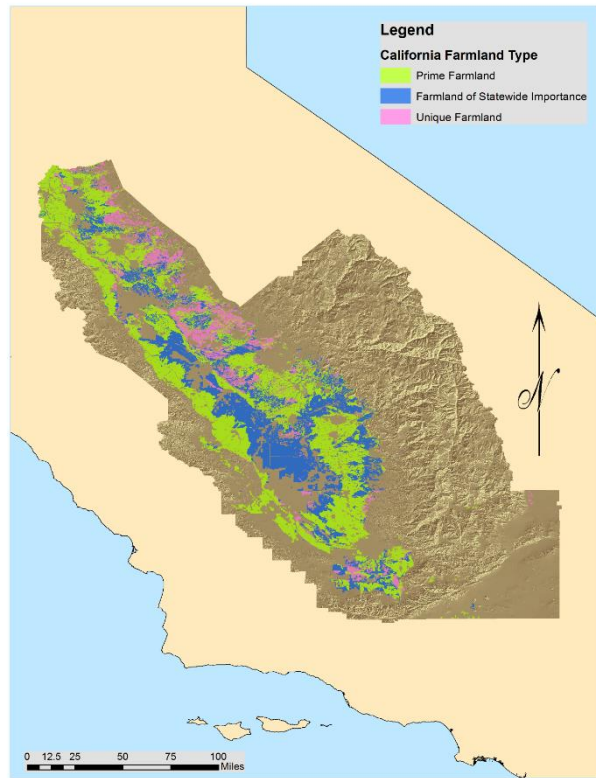 Legend
California Farmland Type
Prime Farmland
Farmland of Statewide Importance
Unique Farmland
N
0 12.5 25 50 75 100
Miles